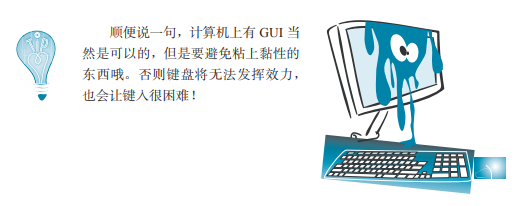 TIP
顺便说一句，计算机上有 GUI 当
然是可以的，但是要避免粘上黏性的
东西哦。否则键盘将无法发挥效力，
也会让键入很困难！